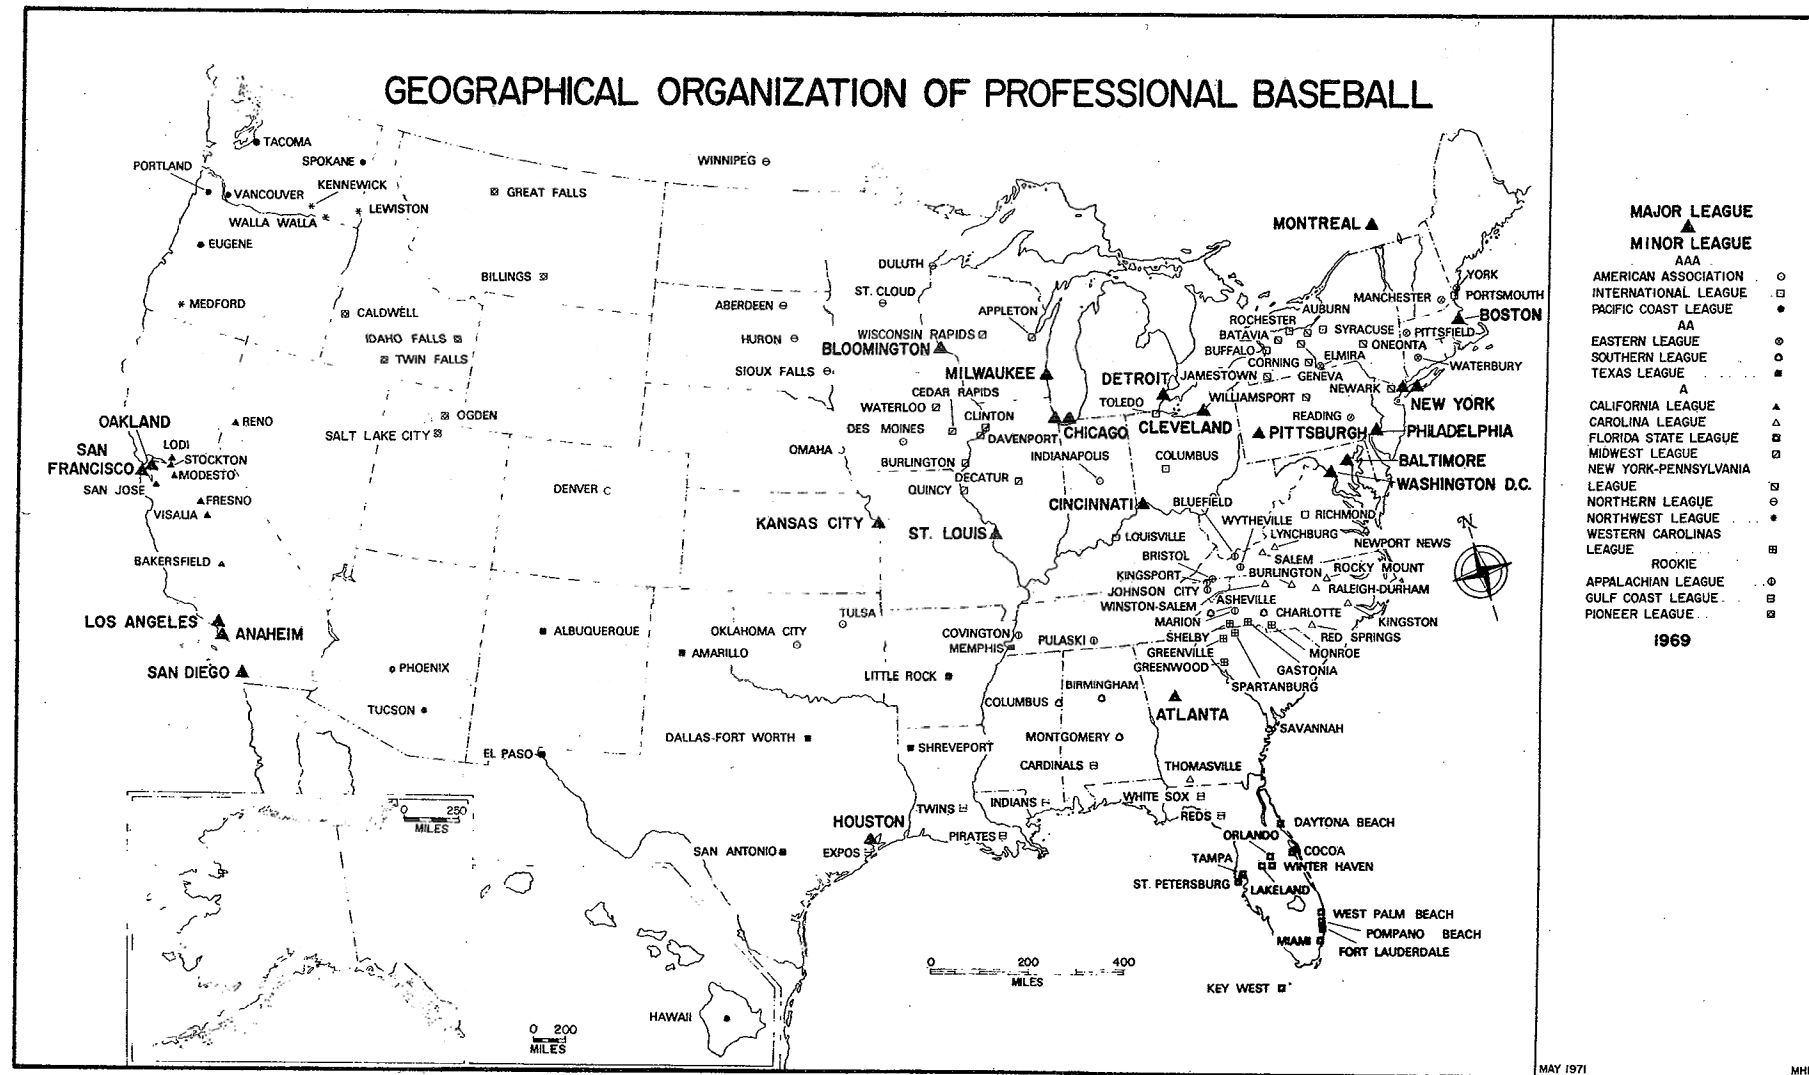 GEOGRAPHICAL ORGANIZATION OF PROFESSIONAL BASEBALL
TACOMA
SPOKANE
PORTLAND
VANCOUVER
KENNEWICK
WALLA WALLA
LEWISTON
EUGENE
MEDFORD
WINNIPEG
GREAT FALLS
BILLINGS
CALDWELL
IDAHO FALLS
TWIN FALLS
OGDEN
SALT LAKE CITY
RENO
OAKLAND
SAN
FRANCISCO
LODI
STOCKTON
MODESTO
SAN JOSE
FRESNO
VISALIA
BAKERSFIELD
LOS ANGELES
ANAHEIM
SAN DIEGO
PHOENIX
TUCSON
DENVER
ALBUQUERQUE
EL PASO
AMARILLO
DULUTH
ST. CLOUD
ABERDEEN
HURON
SIOUX FALLS
APPLETON
WISCONSIN RAPIDS
BLOOMINGTON
MILWAUKEE
CEDAR RAPIDS
WATERLOO
CLINTON
DES MOINES
DAVENPORT
CHICAGO
OMAHA
BURLINGTON
DECATUR
QUINCY
INDIANAPOLIS
KANSAS CITY
ST. LOUIS
CINCINNATI
DETROIT
TOLEDO
CLEVELAND
COLUMBUS
LOUISVILLE
MONTREAL
YORK
MANCHESTER
PORTSMOUTH
BOSTON
AUBURN
ROCHESTER
BATAVIA
SYRACUSE
PITTSFIELD
BUFFALO
ONEONTA
CORNING
ELMIRA
WATERBURY
JAMESTOWN
GENEVA
NEWARK
WILLIAMSPORT
NEW YORK
READING
PITTSBURGH
PHILADELPHIA
BALTIMORE
WASHINGTON D.C.
BLUEFIELD
WYTHEVILLE
RICHMOND
LYNCHBURG
NEWPORT NEWS
BRISTOL
SALEM
KINGSPORT
BURLINGTON
ROCKY MOUNT
JOHNSON CITY
RALEIGH-DURHAM
WINSTON-SALEM
ASHEVILLE
MARION
CHARLOTTE
KINGSTON
SHELBY
RED SPRINGS
GREENVILLE
MONROE
GREENWOOD
GASTONIA
SPARTANBURG
TULSA
OKLAHOMA CITY
COVINGTON
MEMPHIS
PULASKI
LITTLE ROCK
BIRMINGHAM
COLUMBUS
ATLANTA
SAVANNAH
DALLAS-FORT WORTH
SHREVEPORT
MONTGOMERY
CARDINALS
THOMASVILLE
TWINS
INDIANS
WHITE SOX
REDS
HOUSTON
PIRATES
EXPOS
SAN ANTONIO
DAYTONA BEACH
ORLANDO
COCOA
TAMPA
WINTER HAVEN
ST. PETERSBURG
LAKELAND
WEST PALM BEACH
POMPANO BEACH
MIAMI
FORT LAUDERDALE
KEY WEST
HAWAII
0 250
MILES
0 200
MILES
0 200 400
MILES
N
MAJOR LEAGUE
MINOR LEAGUE
AAA
AMERICAN ASSOCIATION
INTERNATIONAL LEAGUE
PACIFIC COAST LEAGUE
AA
EASTERN LEAGUE
SOUTHERN LEAGUE
TEXAS LEAGUE
A
CALIFORNIA LEAGUE
CAROLINA LEAGUE
FLORIDA STATE LEAGUE
MIDWEST LEAGUE
NEW YORK-PENNSYLVANIA
LEAGUE
NORTHERN LEAGUE
NORTHWEST LEAGUE
WESTERN CAROLINAS
LEAGUE
ROOKIE
APPALACHIAN LEAGUE
GULF COAST LEAGUE
PIONEER LEAGUE
1969
MAY 1971